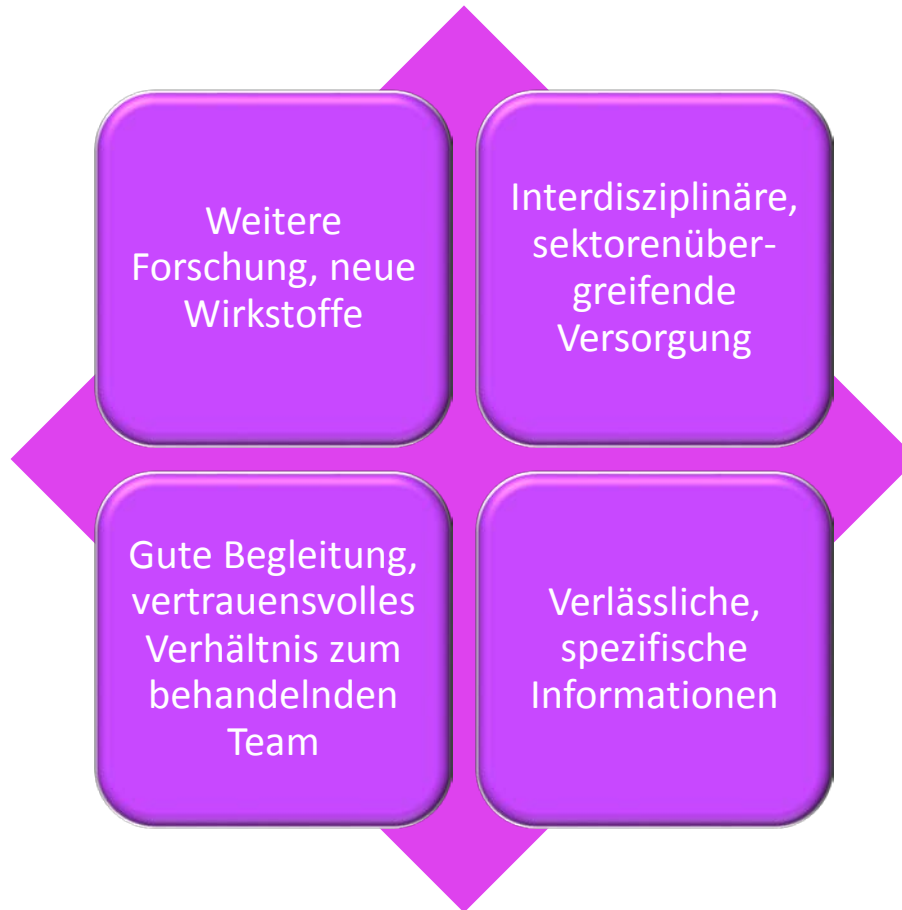 Weitere
Forschung, neue
Wirkstoffe
Interdisziplinäre,
sektorenüber-
greifende
Versorgung
Gute Begleitung,
vertrauensvolles
Verhältnis zum
behandelnden
Team
Verlässliche,
spezifische
Informationen